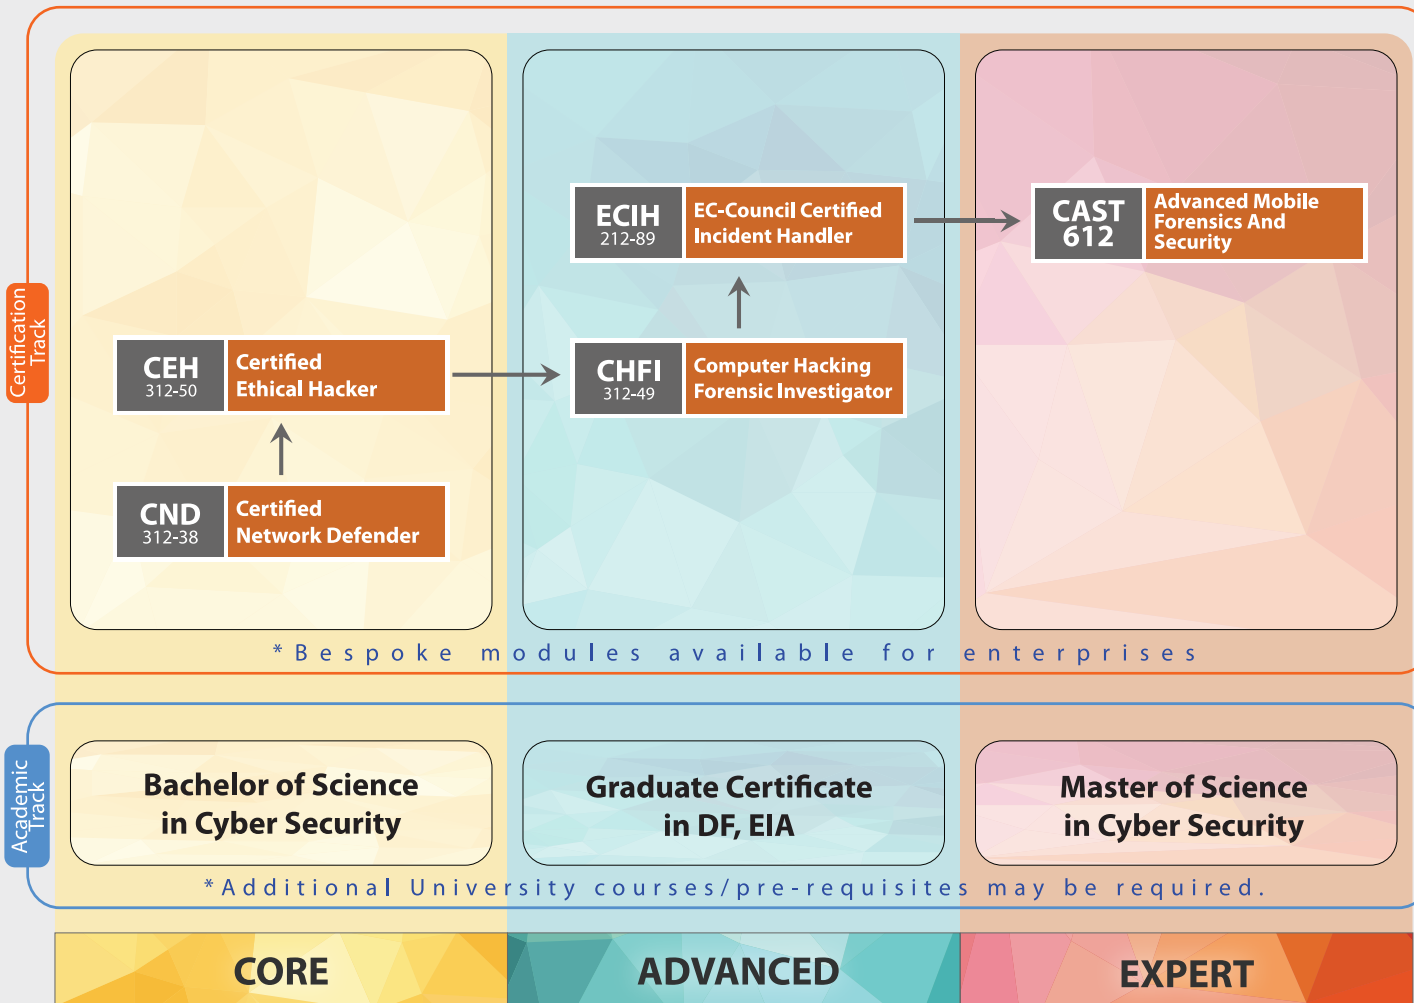 Certification
Track
ECIH
212-89
EC-Council Certified
Incident Handler
CAST
612
Advanced Mobile
Forensics And
Security
CEH
312-50
Certified
Ethical Hacker
CHFI
312-49
Computer Hacking
Forensic Investigator
CND
312-38
Certified
Network Defender
*Bespoke modules available for enterprises
Academic
Track
Bachelor of Science
in Cyber Security
Graduate Certificate
in DF, EIA
Master of Science
in Cyber Security
*Additional University courses/pre-requisites may be required.
CORE
ADVANCED
EXPERT